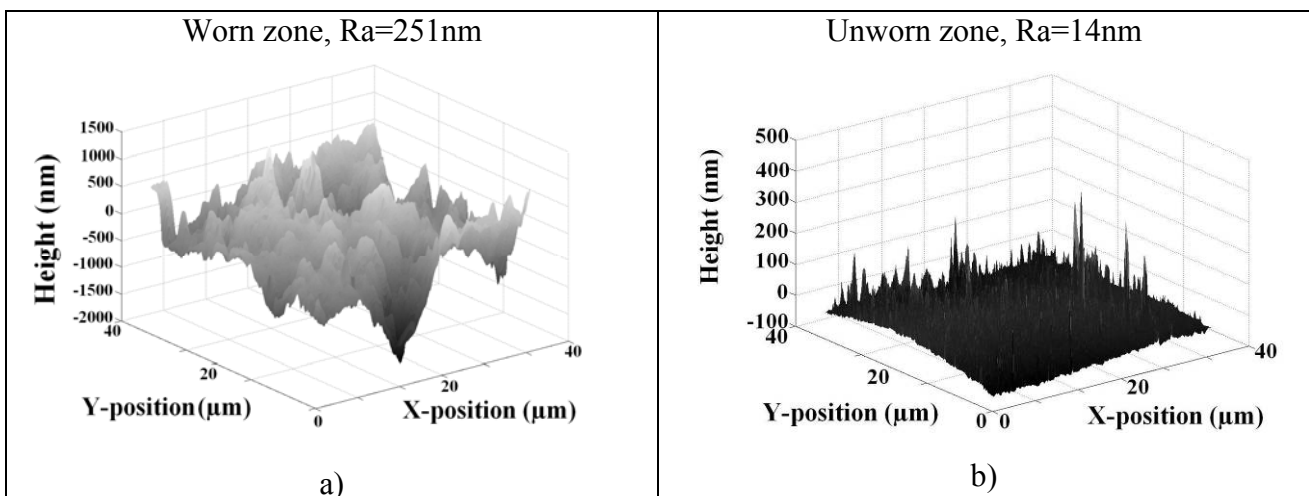 Worn zone, Ra=251nm
1500
1000
500
0
-500
-1000
-1500
-2000
Height (nm)
40
20
0
Y-position (µm)
20
40
X-position (µm)
a)
Unworn zone, Ra=14nm
500
400
300
200
100
0
-100
Height (nm)
40
20
0
Y-position (µm)
0
20
40
X-position (µm)
b)